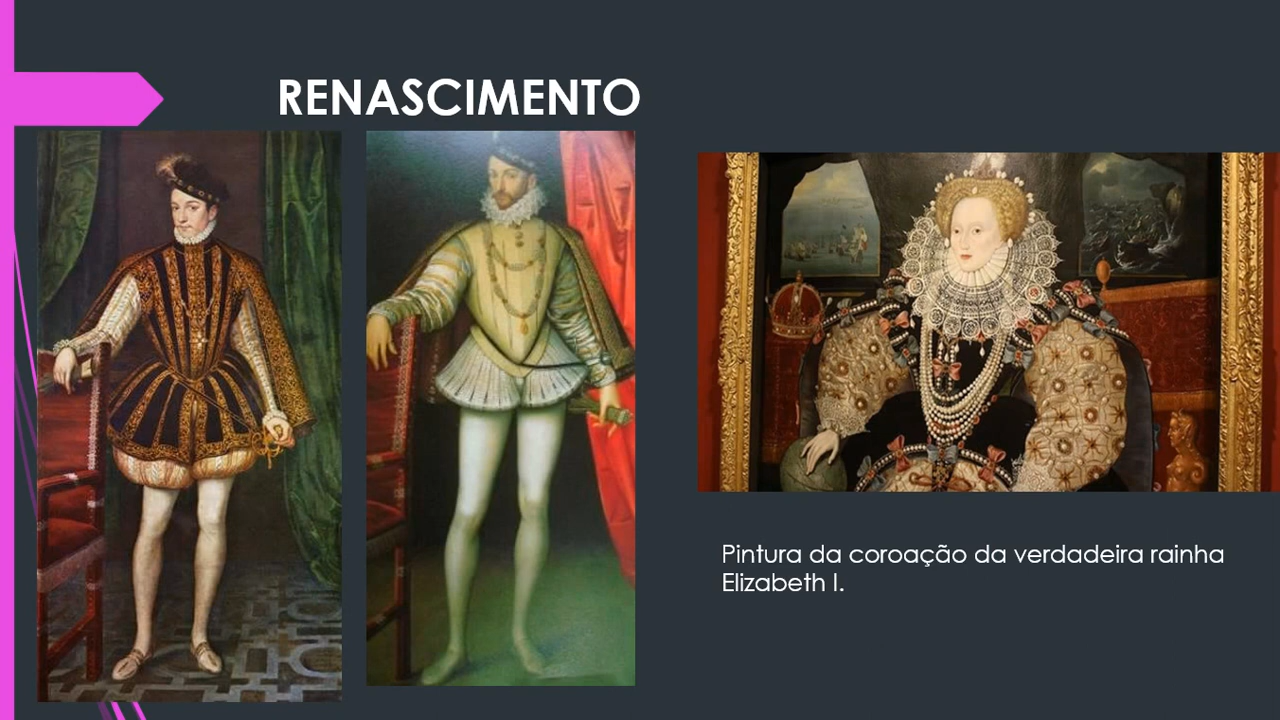 RENASCIMENTO
Pintura da coroação da verdadeira rainha
Elizabeth I.